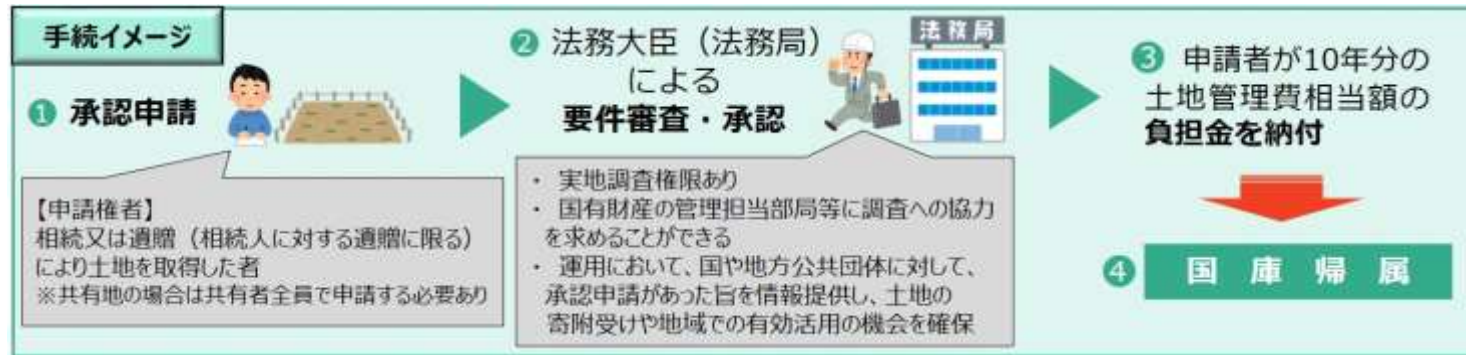 手続イメージ
❶ 承認申請
【申請権者】
相続又は遺贈（相続人に対する遺贈に限る）
により土地を取得した者
※共有地の場合は共有者全員で申請する必要あり
❷ 法務大臣（法務局）
による
要件審査・承認
法務局
・ 実地調査権限あり
・ 国有財産の管理担当部局等に調査への協力
を求めることができる
・ 運用において、国や地方公共団体に対して、
承認申請があった旨を情報提供し、土地の
寄附受けや地域での有効活用の機会を確保
❸ 申請者が10年分の
土地管理費相当額の
負担金を納付
❹ 国庫帰属